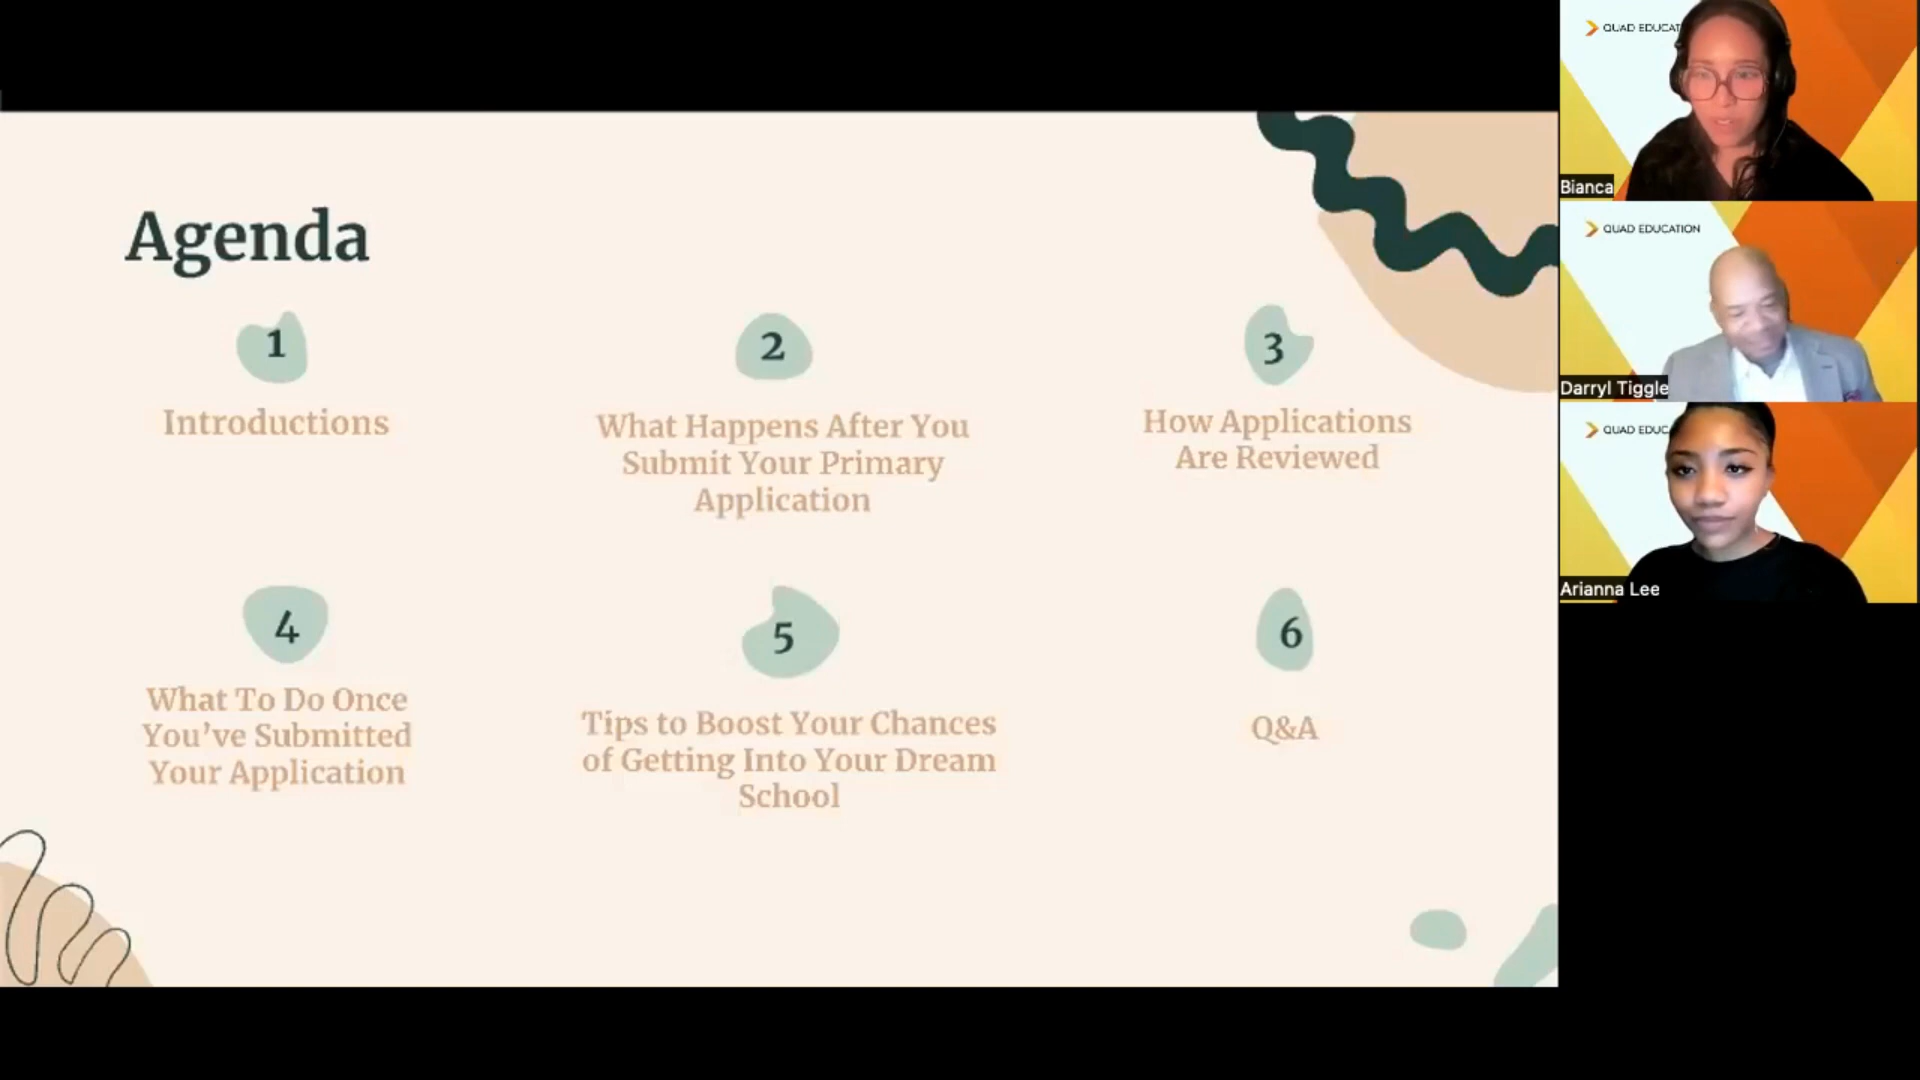 Agenda
1
Introductions
2
What Happens After You
Submit Your Primary
Application
3
How Applications
Are Reviewed
4
What To Do Once
You’ve Submitted
Your Application
5
Tips to Boost Your Chances
of Getting Into Your Dream
School
6
Q&A
QUAD EDUCAT
Bianca
QUAD EDUCATION
Darryl Tiggle
QUAD EDUC
Arianna Lee